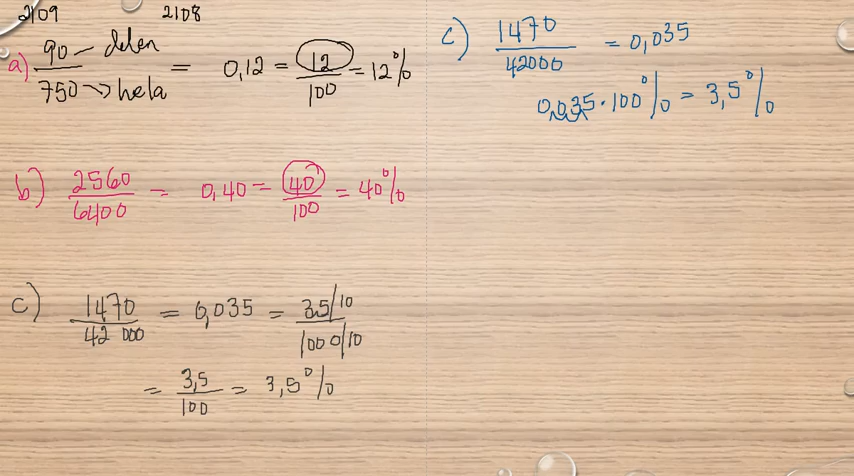 2109 2108
a) 90 — delen
750 → hela = 0,12 = 12/100 = 12%
b) 2560/6400 = 0,40 = 40/100 = 40%
c) 1470/42 000 = 0,035 = 35/10 / 1000/10
= 3,5/100 = 3,5%
c) 1470/42000 = 0,035
0,035 · 100% = 3,5%